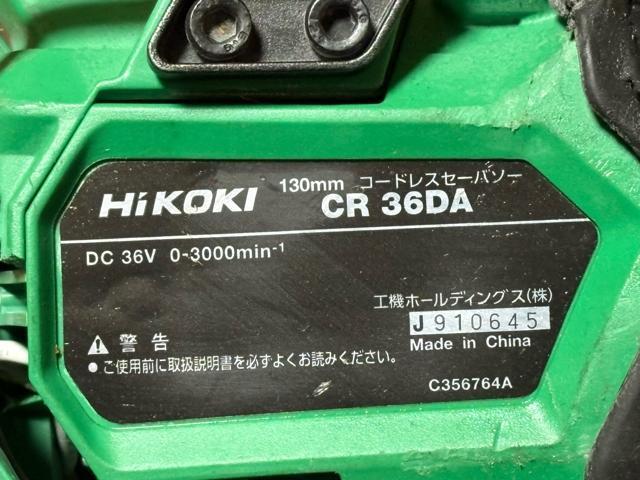 130mm コードレスセーバソー
HiKOKI CR 36DA
DC 36V 0-3000min-1
工機ホールディングス(株)
J910645
警告 Made in China
● ご使用前に取扱説明書を必ずよくお読みください。
C356764A